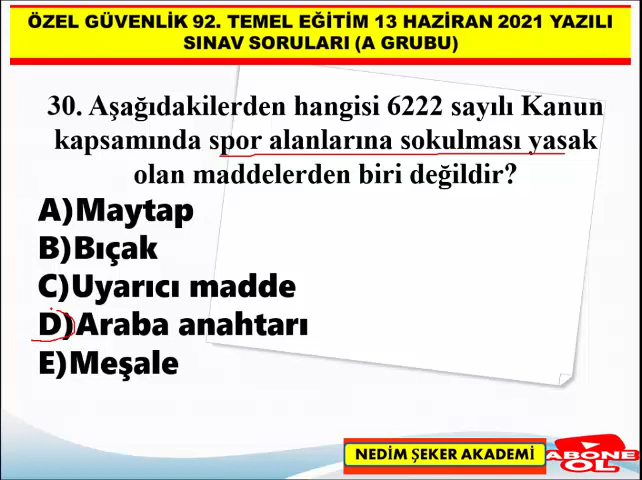 ÖZEL GÜVENLİK 92. TEMEL EĞİTİM 13 HAZİRAN 2021 YAZILI
SINAV SORULARI (A GRUBU)
30. Aşağıdakilerden hangisi 6222 sayılı Kanun
kapsamında spor alanlarına sokulması yasak
olan maddelerden biri değildir?
A)Maytap
B)Bıçak
C)Uyarıcı madde
D)Araba anahtarı
E)Meşale
NEDİM ŞEKER AKADEMİ
ABONE
OL